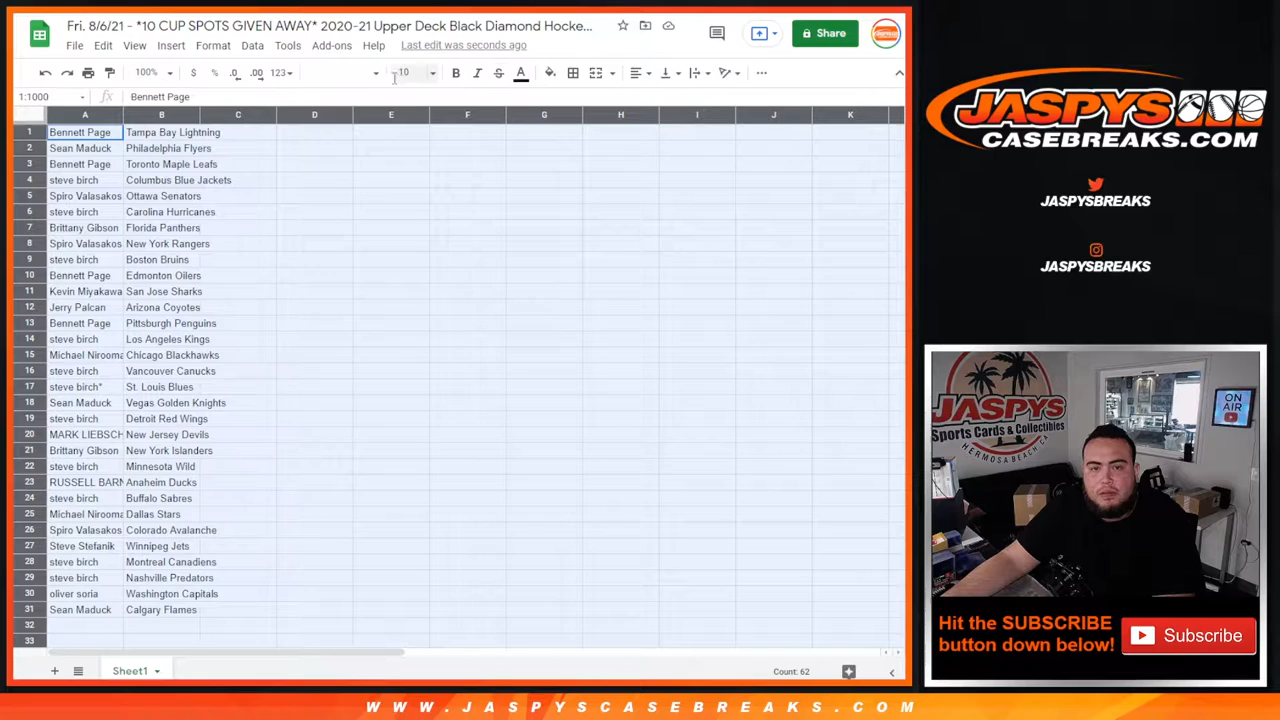 Fri. 8/6/21 - *10 CUP SPOTS GIVEN AWAY* 2020-21 Upper Deck Black Diamond Hocke...
File Edit View Insert Format Data Tools Add-ons Help Last edit was seconds ago
Share
100% $ % .0 .00 123 10 B I S A
1:1000 fx Bennett Page
A B C D E F G H I J K
1 Bennett Page Tampa Bay Lightning
2 Sean Maduck Philadelphia Flyers
3 Bennett Page Toronto Maple Leafs
4 steve birch Columbus Blue Jackets
5 Spiro Valasakos Ottawa Senators
6 steve birch Carolina Hurricanes
7 Brittany Gibson Florida Panthers
8 Spiro Valasakos New York Rangers
9 steve birch Boston Bruins
10 Bennett Page Edmonton Oilers
11 Kevin Miyakawa San Jose Sharks
12 Jerry Palcan Arizona Coyotes
13 Bennett Page Pittsburgh Penguins
14 steve birch Los Angeles Kings
15 Michael Nirooma Chicago Blackhawks
16 steve birch Vancouver Canucks
17 steve birch* St. Louis Blues
18 Sean Maduck Vegas Golden Knights
19 steve birch Detroit Red Wings
20 MARK LIEBSCH New Jersey Devils
21 Brittany Gibson New York Islanders
22 steve birch Minnesota Wild
23 RUSSELL BARN Anaheim Ducks
24 steve birch Buffalo Sabres
25 Michael Nirooma Dallas Stars
26 Spiro Valasakos Colorado Avalanche
27 Steve Stefanik Winnipeg Jets
28 steve birch Montreal Canadiens
29 steve birch Nashville Predators
30 oliver soria Washington Capitals
31 Sean Maduck Calgary Flames
32
33
Sheet1
Count: 62
JASPYS
CASEBREAKS.COM
JASPYSBREAKS
JASPYSBREAKS
JASPYS
Sports Cards & Collectibles
HERMOSA BEACH CA
ON
AIR
Hit the SUBSCRIBE
button down below!
Subscribe
WWW.JASPYSCASEBREAKS.COM